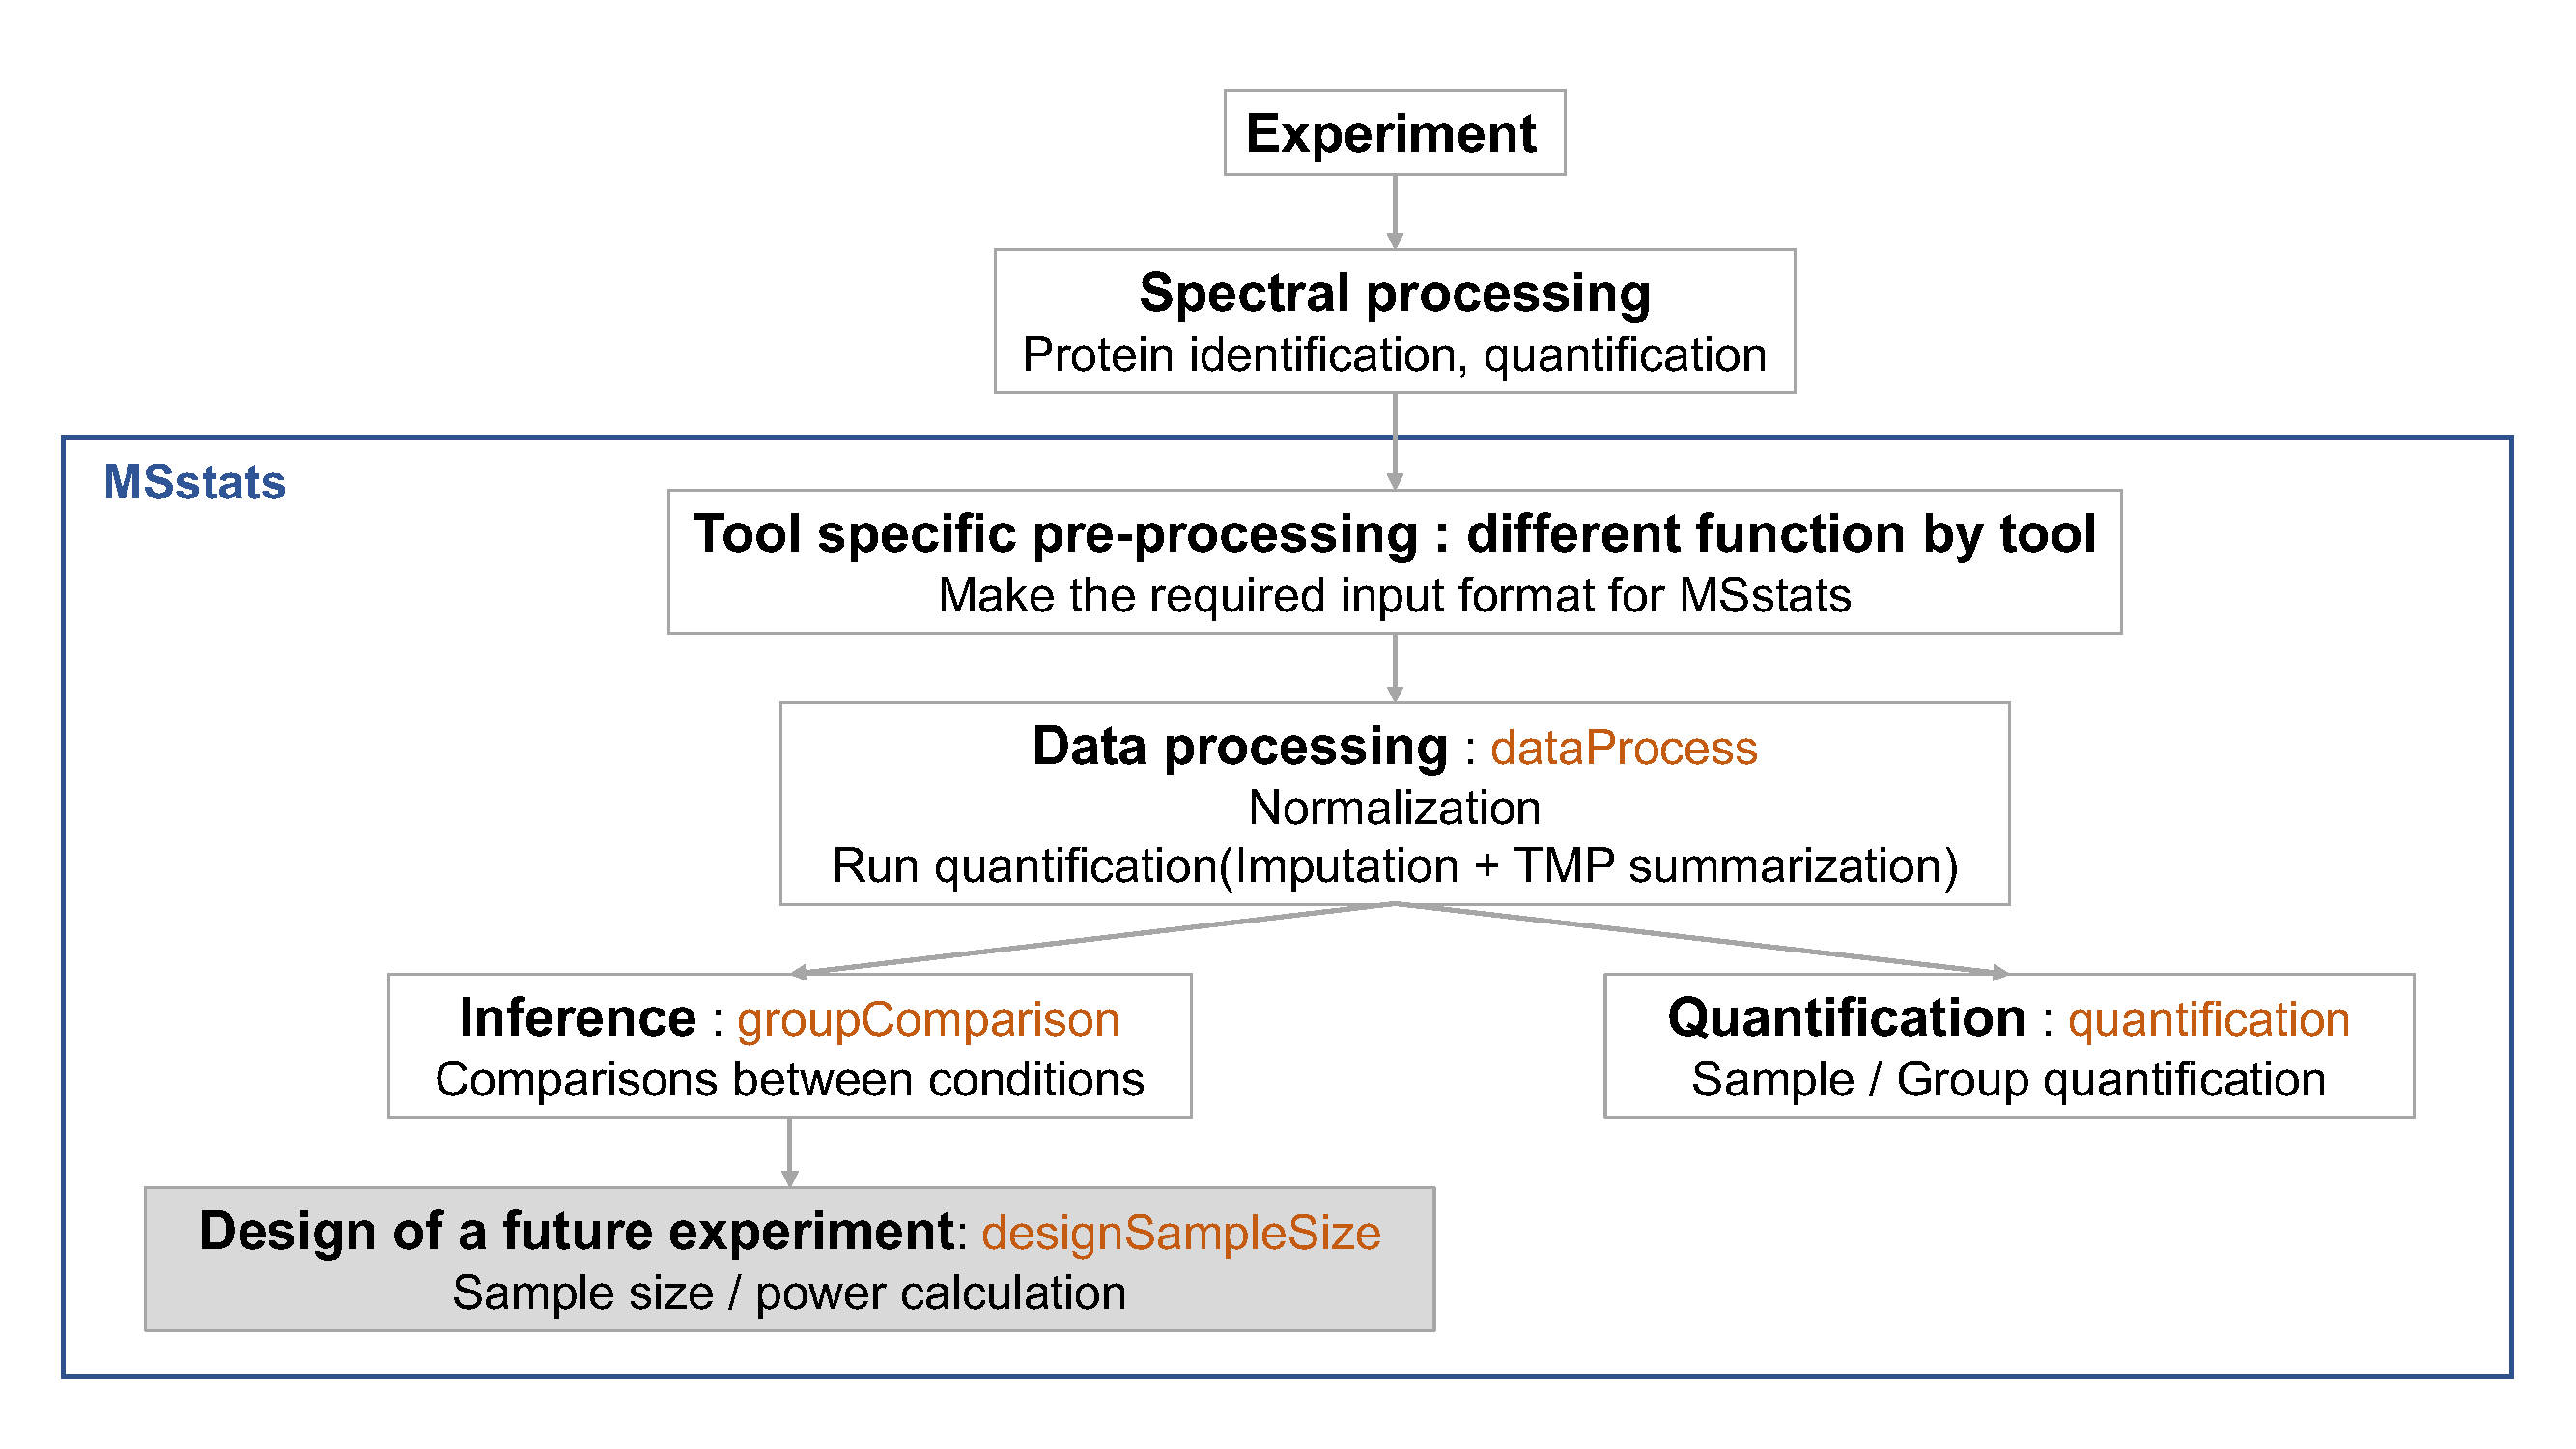 Experiment
Spectral processing
Protein identification, quantification
MSstats
Tool specific pre-processing : different function by tool
Make the required input format for MSstats
Data processing : dataProcess
Normalization
Run quantification(Imputation + TMP summarization)
Inference : groupComparison
Comparisons between conditions
Quantification : quantification
Sample / Group quantification
Design of a future experiment: designSampleSize
Sample size / power calculation